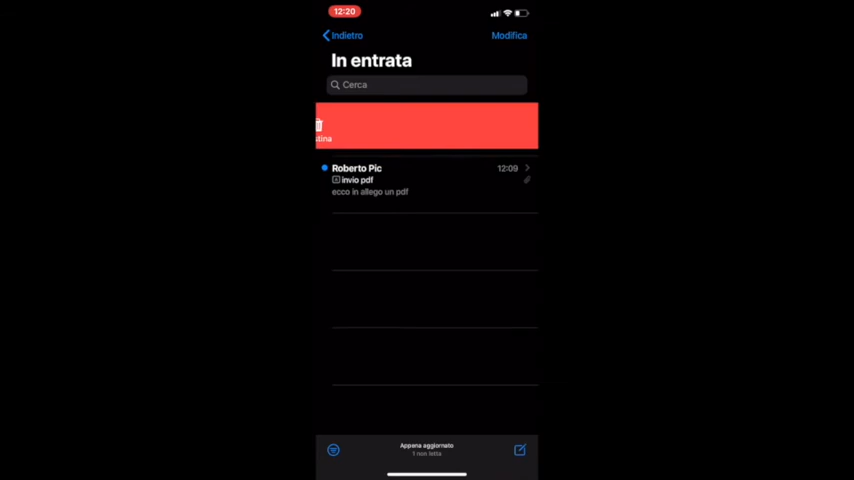 12:20
Indietro
Modifica
In entrata
Cerca
stina
Roberto Pic
12:09
invio pdf
ecco in allego un pdf
Appena aggiornato
1 non letta